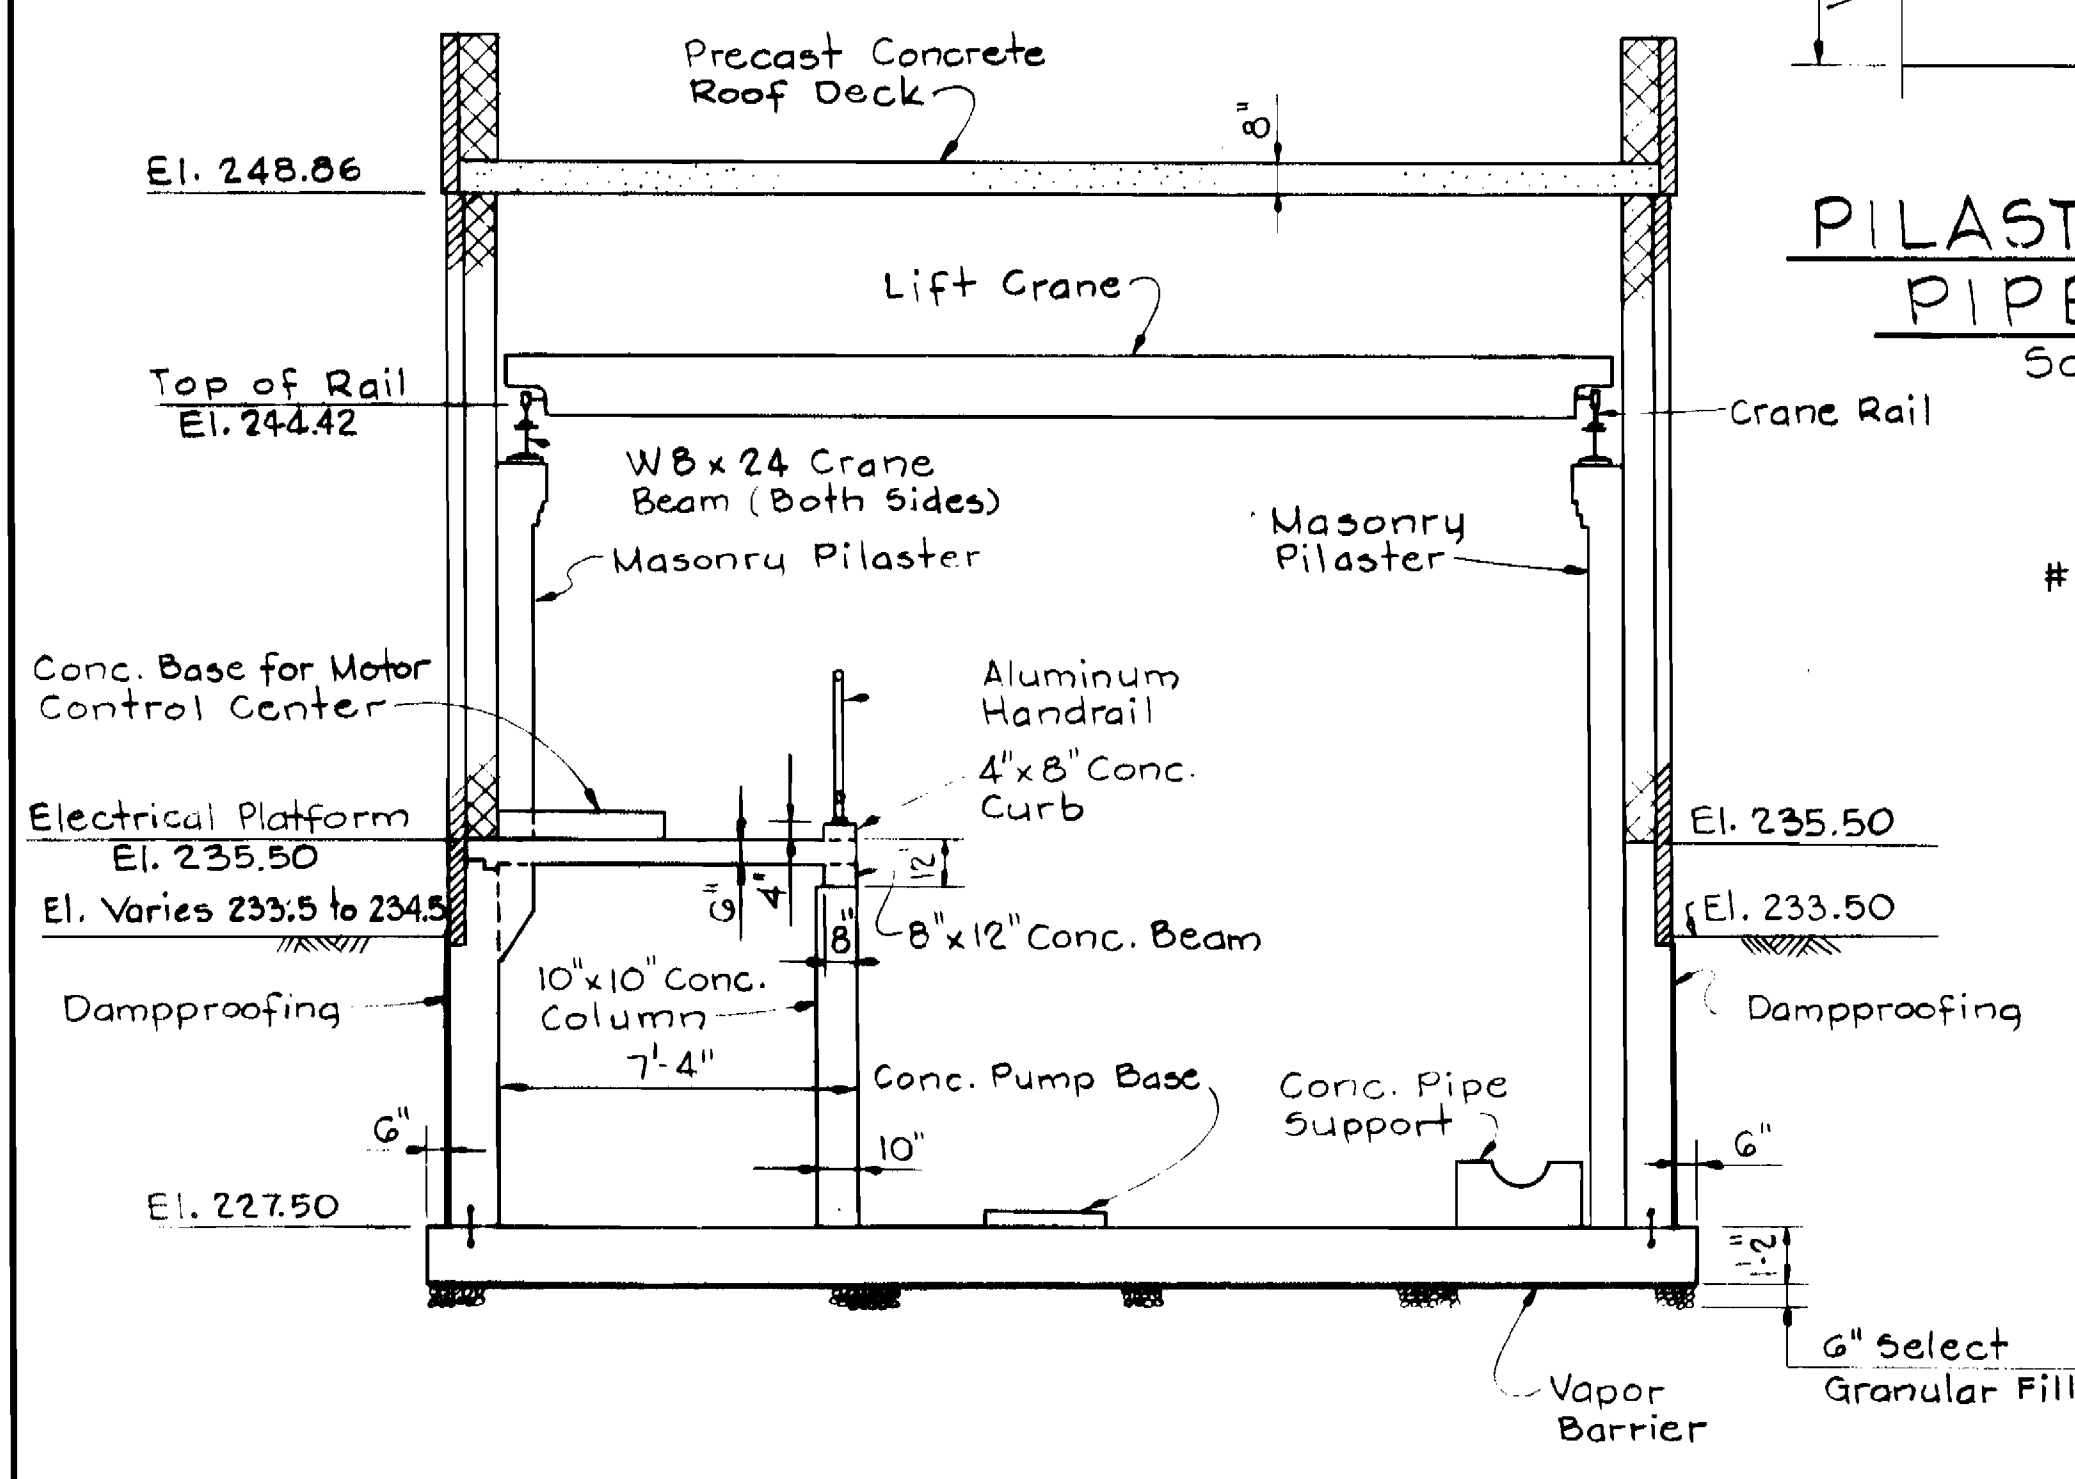 Precast Concrete
Roof Deck
8"
El. 248.86
PILAST
PIPE
Sc
Lift Crane
Top of Rail
El. 244.42
Crane Rail
W8 x 24 Crane
Beam (Both Sides)
Masonry Pilaster
Masonry
Pilaster
#
Conc. Base for Motor
Control Center
Aluminum
Handrail
4"x8" Conc.
Curb
Electrical Platform
El. 235.50
El. 235.50
El. Varies 233.5 to 234.5
El. 233.50
6"
4"
12"
8"
8"x12" Conc. Beam
10"x10" Conc.
Column
Dampproofing
Dampproofing
7'-4"
Conc. Pump Base
Conc. Pipe
Support
6"
10"
6"
El. 227.50
1'-2"
6" Select
Granular Fill
Vapor
Barrier